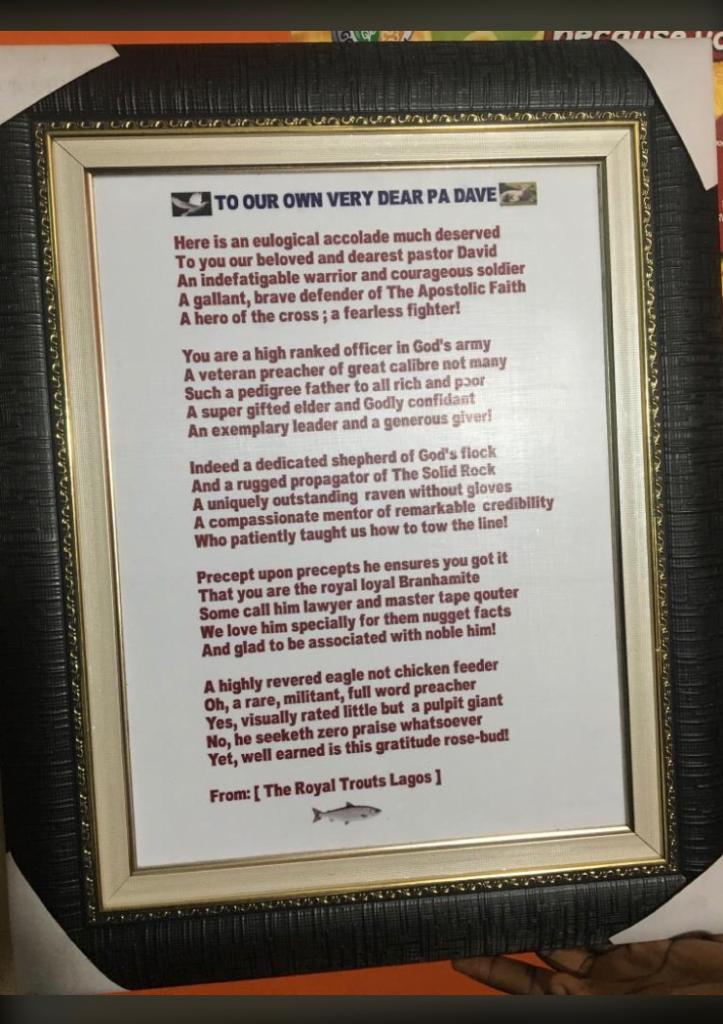 because yo
TO OUR OWN VERY DEAR PA DAVE
Here is an eulogical accolade much deserved
To you our beloved and dearest pastor David
An indefatigable warrior and courageous soldier
A gallant, brave defender of The Apostolic Faith
A hero of the cross ; a fearless fighter!
You are a high ranked officer in God's army
A veteran preacher of great calibre not many
Such a pedigree father to all rich and poor
A super gifted elder and Godly confidant
An exemplary leader and a generous giver!
Indeed a dedicated shepherd of God's flock
And a rugged propagator of The Solid Rock
A uniquely outstanding raven without gloves
A compassionate mentor of remarkable credibility
Who patiently taught us how to tow the line!
Precept upon precepts he ensures you got it
That you are the royal loyal Branhamite
Some call him lawyer and master tape qouter
We love him specially for them nugget facts
And glad to be associated with noble him!
A highly revered eagle not chicken feeder
Oh, a rare, militant, full word preacher
Yes, visually rated little but a pulpit giant
No, he seeketh zero praise whatsoever
Yet, well earned is this gratitude rose-bud!
From: [ The Royal Trouts Lagos ]